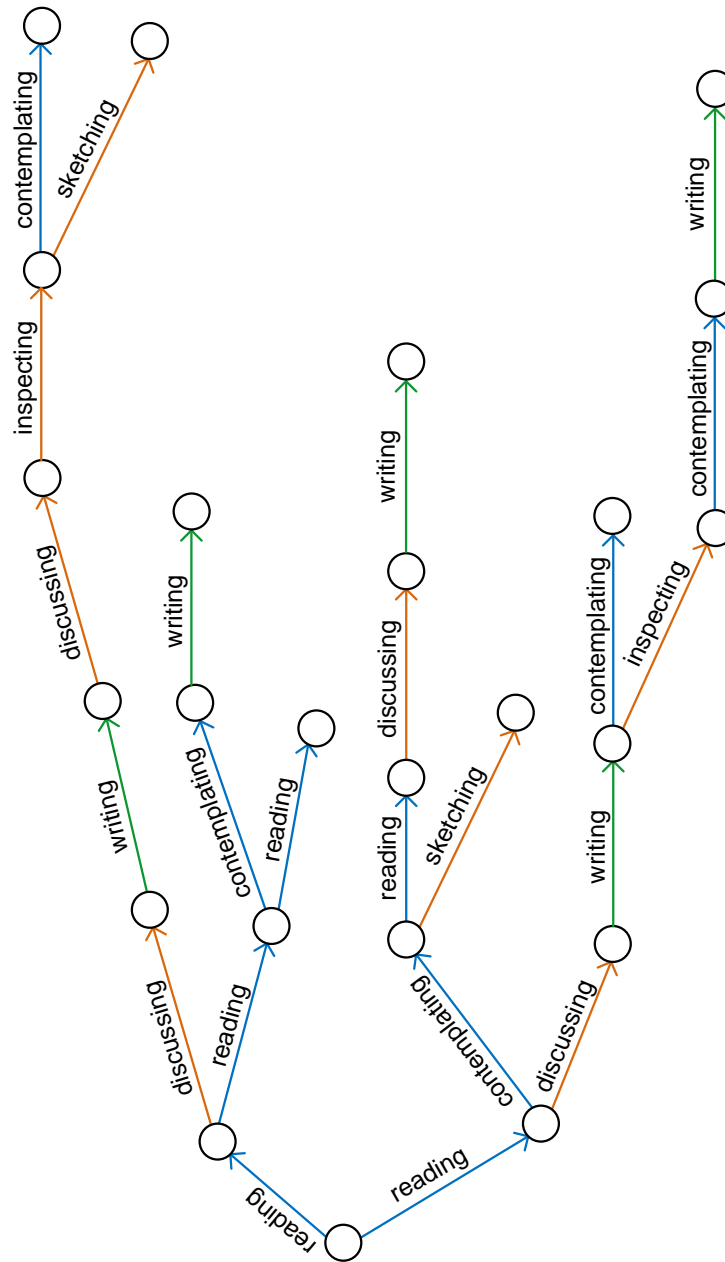 contemplating
sketching
writing
inspecting
contemplating
writing
discussing
writing
contemplating
inspecting
writing
discussing
writing
contemplating
reading
reading
sketching
writing
discussing
reading
contemplating
discussing
reading
reading